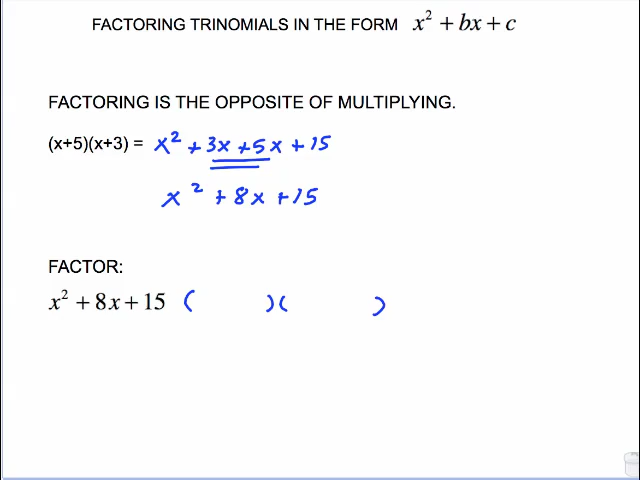 FACTORING TRINOMIALS IN THE FORM x² + bx + c
FACTORING IS THE OPPOSITE OF MULTIPLYING.
(x+5)(x+3) = x² + 3x + 5x + 15
x² + 8x + 15
FACTOR:
x² + 8x + 15 ( )( )